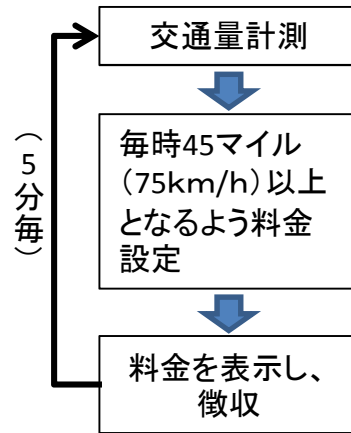 交通量計測
毎時45マイル
（75km/h）以上
となるよう料金
設定
料金を表示し、
徴収
（5分毎）